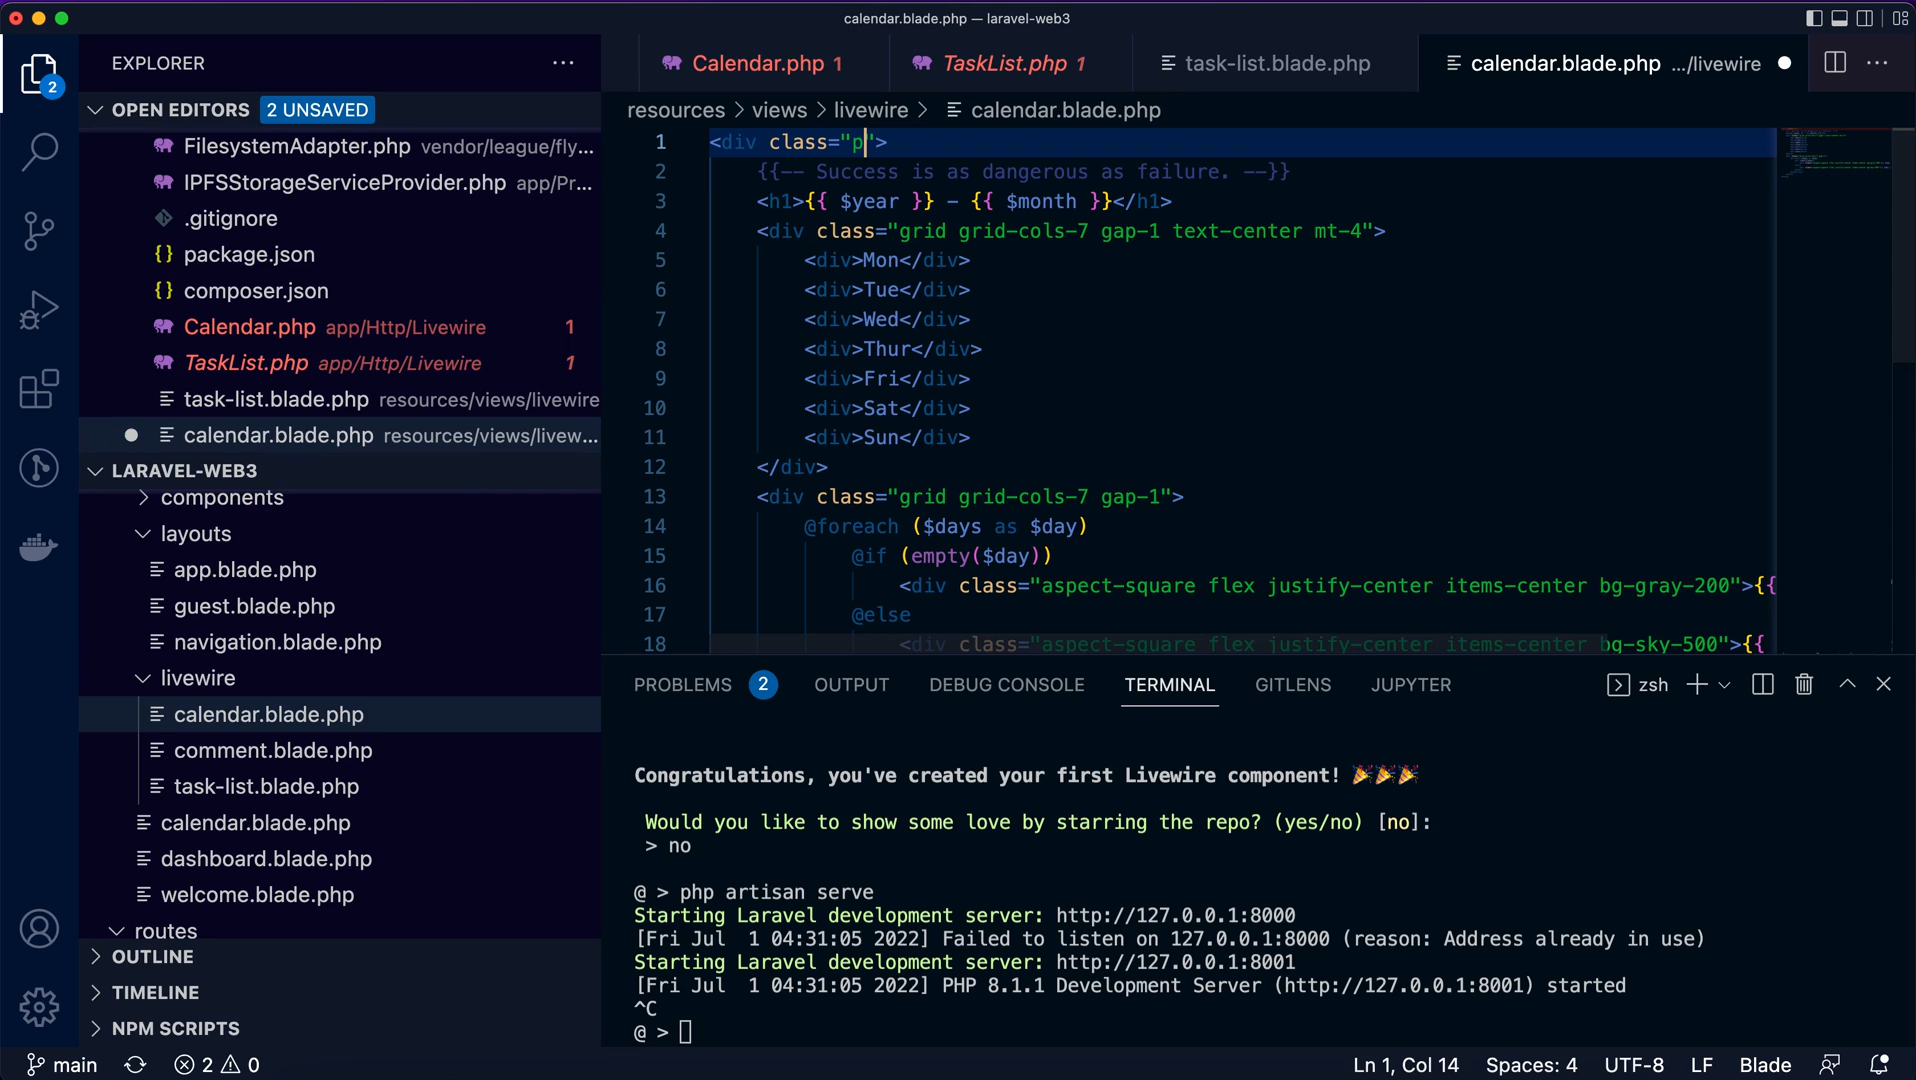 calendar.blade.php — laravel-web3
EXPLORER
2
OPEN EDITORS 2 UNSAVED
FilesystemAdapter.php vendor/league/fly...
IPFSStorageServiceProvider.php app/Pr...
.gitignore
{} package.json
{} composer.json
Calendar.php app/Http/Livewire 1
TaskList.php app/Http/Livewire 1
task-list.blade.php resources/views/livewire
calendar.blade.php resources/views/livew...
LARAVEL-WEB3
components
layouts
app.blade.php
guest.blade.php
navigation.blade.php
livewire
calendar.blade.php
comment.blade.php
task-list.blade.php
calendar.blade.php
dashboard.blade.php
welcome.blade.php
routes
OUTLINE
TIMELINE
NPM SCRIPTS
Calendar.php 1
TaskList.php 1
task-list.blade.php
calendar.blade.php .../livewire
resources > views > livewire > calendar.blade.php
1 <div class="p">
2 {{-- Success is as dangerous as failure. --}}
3 <h1>{{ $year }} - {{ $month }}</h1>
4 <div class="grid grid-cols-7 gap-1 text-center mt-4">
5 <div>Mon</div>
6 <div>Tue</div>
7 <div>Wed</div>
8 <div>Thur</div>
9 <div>Fri</div>
10 <div>Sat</div>
11 <div>Sun</div>
12 </div>
13 <div class="grid grid-cols-7 gap-1">
14 @foreach ($days as $day)
15 @if (empty($day))
16 <div class="aspect-square flex justify-center items-center bg-gray-200">{{
17 @else
18 <div class="aspect-square flex justify-center items-center bg-sky-500">{{
PROBLEMS 2 OUTPUT DEBUG CONSOLE TERMINAL GITLENS JUPYTER
zsh
Congratulations, you've created your first Livewire component! 🎉🎉🎉
Would you like to show some love by starring the repo? (yes/no) [no]:
> no
@ > php artisan serve
Starting Laravel development server: http://127.0.0.1:8000
[Fri Jul  1 04:31:05 2022] Failed to listen on 127.0.0.1:8000 (reason: Address already in use)
Starting Laravel development server: http://127.0.0.1:8001
[Fri Jul  1 04:31:05 2022] PHP 8.1.1 Development Server (http://127.0.0.1:8001) started
^C
@ >
main 2 0
Ln 1, Col 14 Spaces: 4 UTF-8 LF Blade